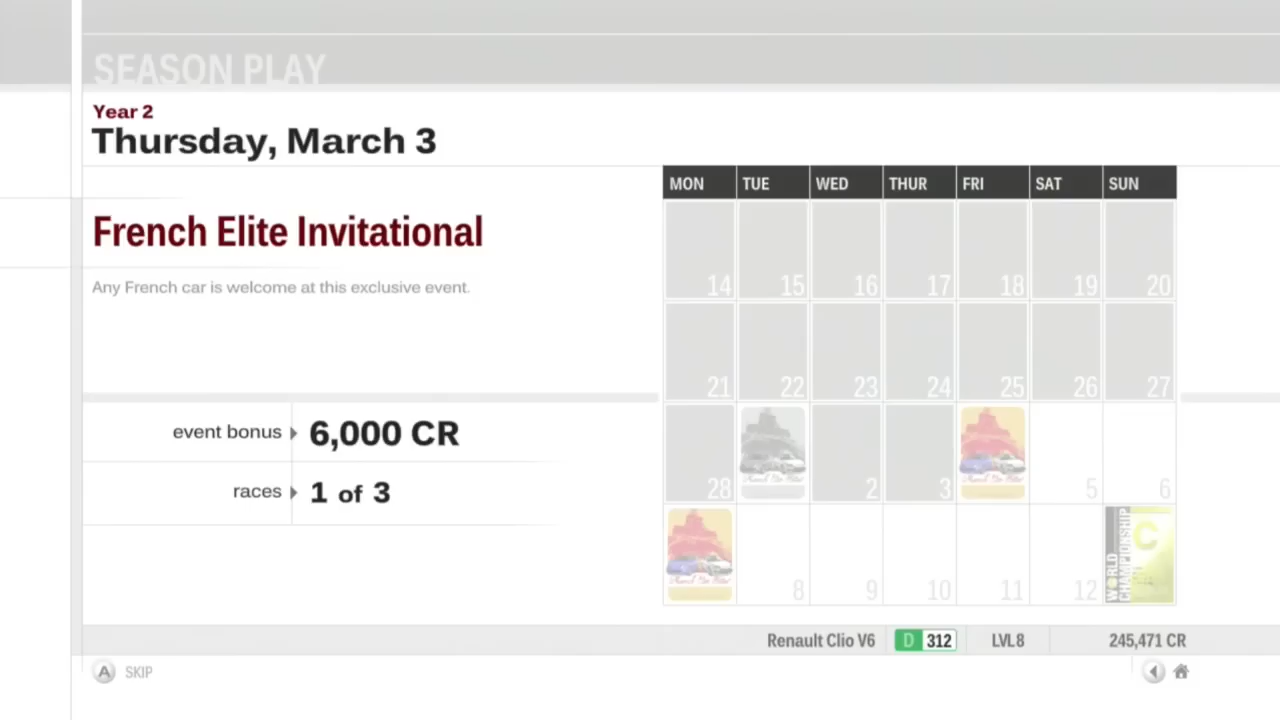 SEASON PLAY
Year 2
Thursday, March 3
French Elite Invitational
Any French car is welcome at this exclusive event.
event bonus 6,000 CR
races 1 of 3
MON TUE WED THUR FRI SAT SUN
14 15 16 17 18 19 20
21 22 23 24 25 26 27
28 2 3 5 6
8 9 10 11 12
WORLD CHAMPIONSHIP
C
Renault Clio V6 D 312 LVL8 245,471 CR
A SKIP